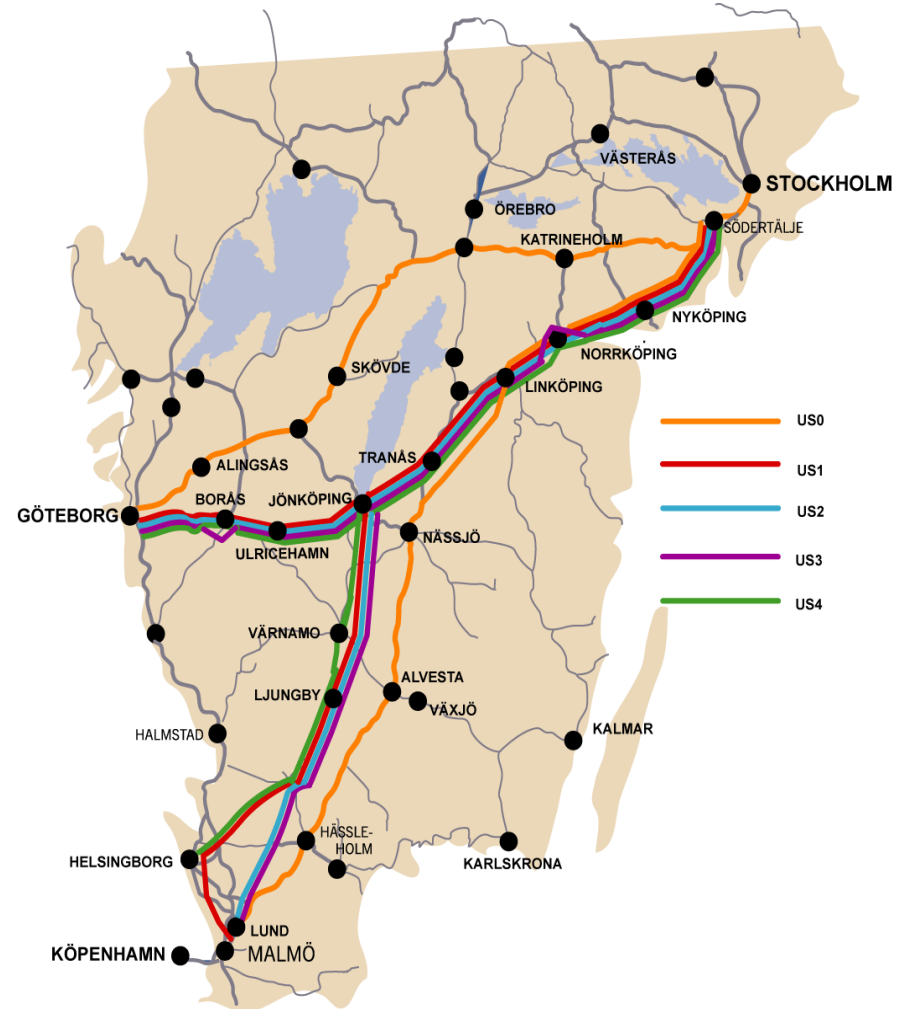 VÄSTERÅS
STOCKHOLM
ÖREBRO
SÖDERTÄLJE
KATRINEHOLM
NYKÖPING
NORRKÖPING
SKÖVDE
LINKÖPING
US0
TRANÅS
ALINGSÅS
US1
BORÅS
JÖNKÖPING
GÖTEBORG
US2
NÄSSJÖ
ULRICEHAMN
US3
US4
VÄRNAMO
ALVESTA
LJUNGBY
VÄXJÖ
KALMAR
HALMSTAD
HÄSSLE-
HOLM
HELSINGBORG
KARLSKRONA
LUND
KÖPENHAMN
MALMÖ